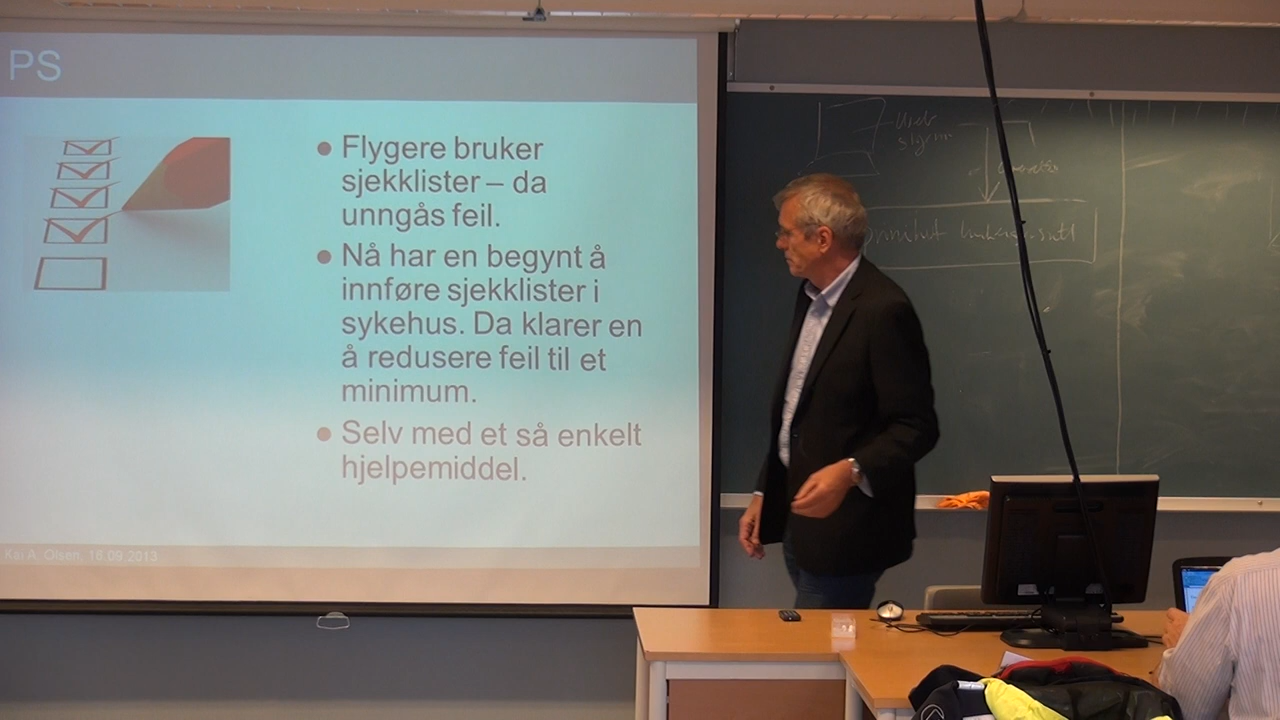 PS
● Flygere bruker
sjekklister – da
unngås feil.
● Nå har en begynt å
innføre sjekklister i
sykehus. Da klarer en
å redusere feil til et
minimum.
● Selv med et så enkelt
hjelpemiddel.
Kai A. Olsen, 16.09.2013